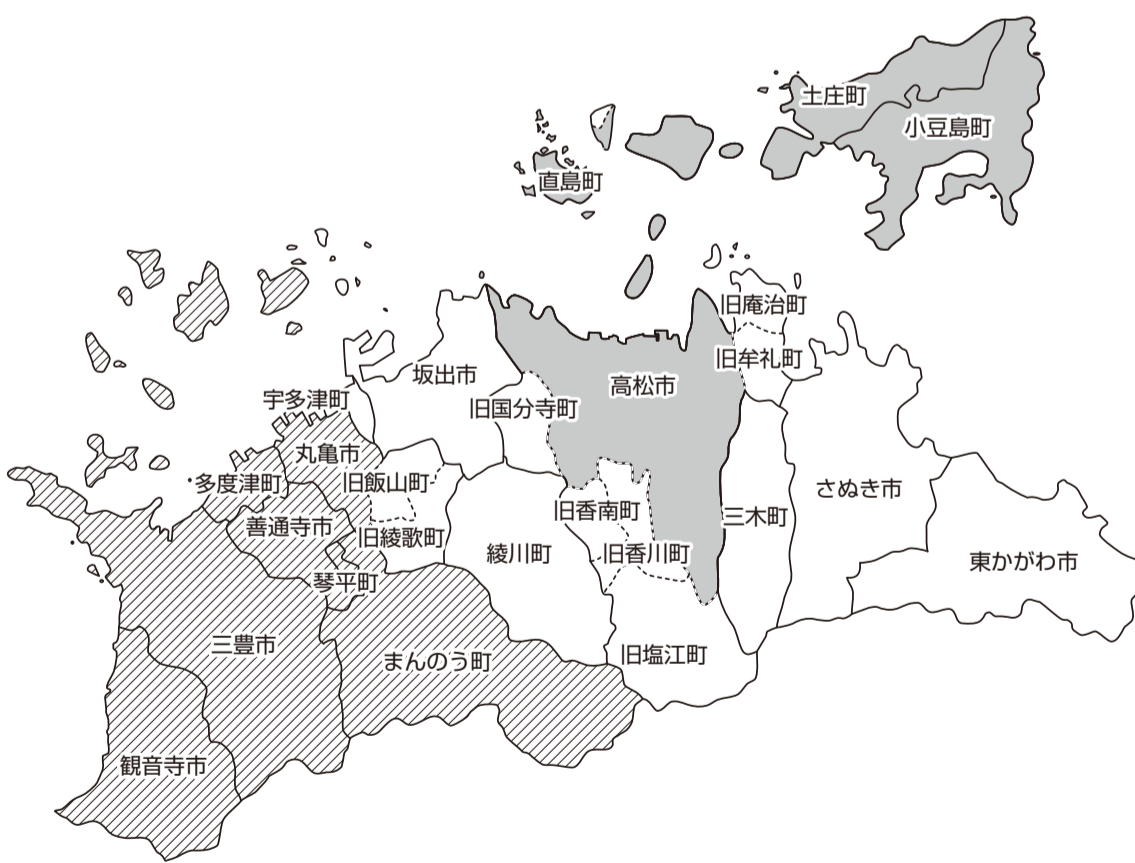 土庄町
小豆島町
直島町
旧庵治町
旧牟礼町
坂出市
高松市
宇多津町
旧国分寺町
丸亀市
多度津町
旧飯山町
さぬき市
善通寺市
旧香南町
三木町
旧綾歌町
綾川町
旧香川町
東かがわ市
琴平町
三豊市
まんのう町
旧塩江町
観音寺市